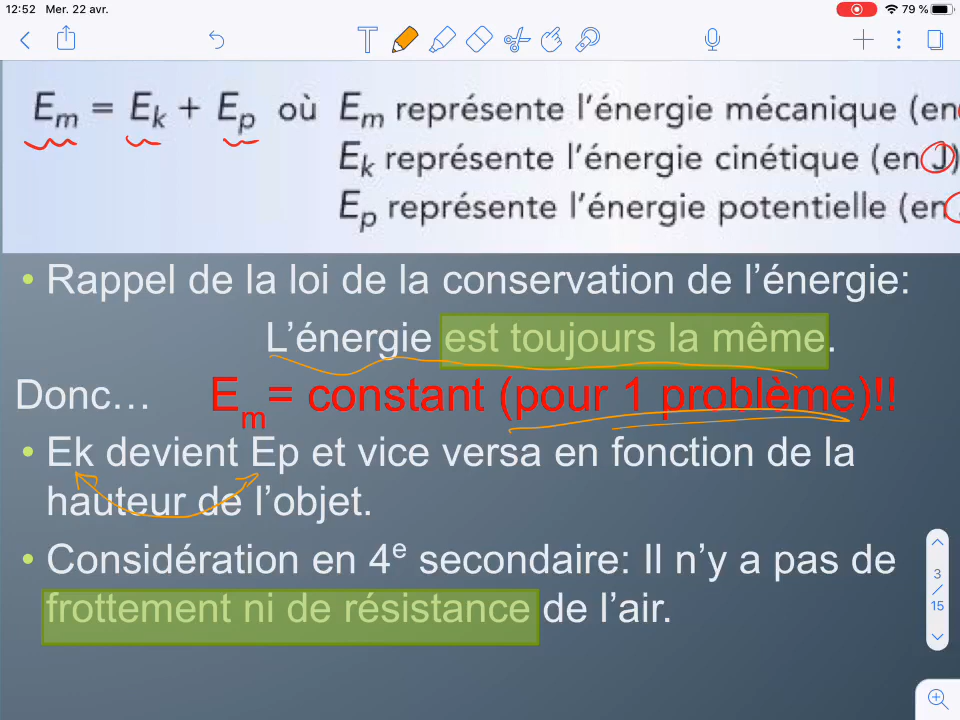 12:52 Mer. 22 avr. 79 %
T
Em = Ek + Ep où Em représente l'énergie mécanique (en
Ek représente l'énergie cinétique (en J)
Ep représente l'énergie potentielle (en
• Rappel de la loi de la conservation de l'énergie:
L'énergie est toujours la même.
Donc… Em= constant (pour 1 problème)!!
• Ek devient Ep et vice versa en fonction de la
hauteur de l'objet.
• Considération en 4e secondaire: Il n'y a pas de
frottement ni de résistance de l'air.
3
/
15